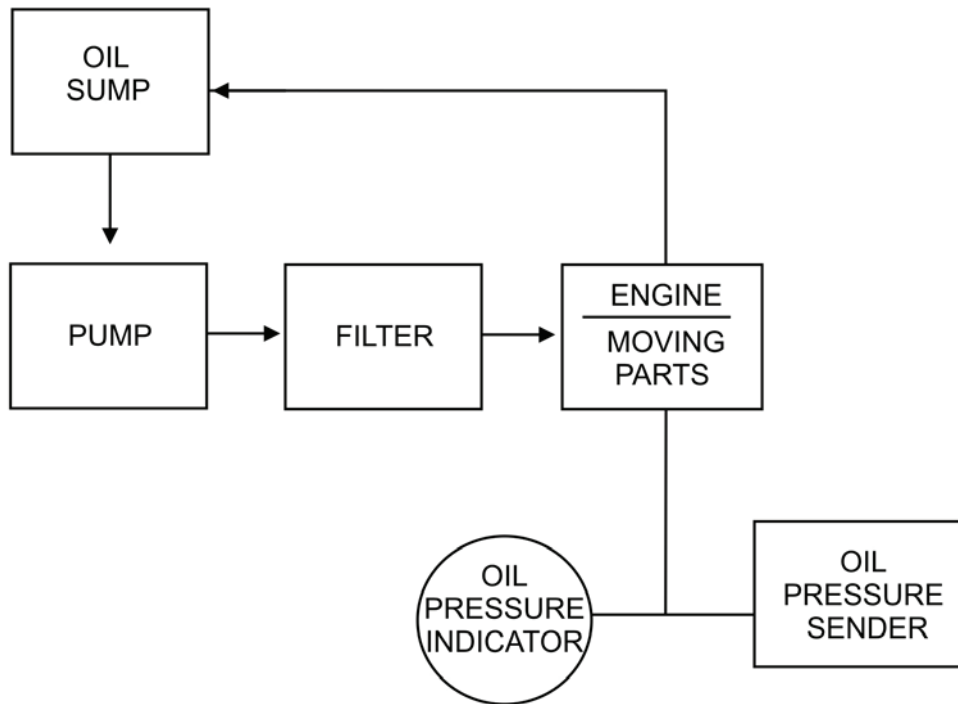 OIL
SUMP
PUMP
FILTER
ENGINE
MOVING
PARTS
OIL
PRESSURE
INDICATOR
OIL
PRESSURE
SENDER